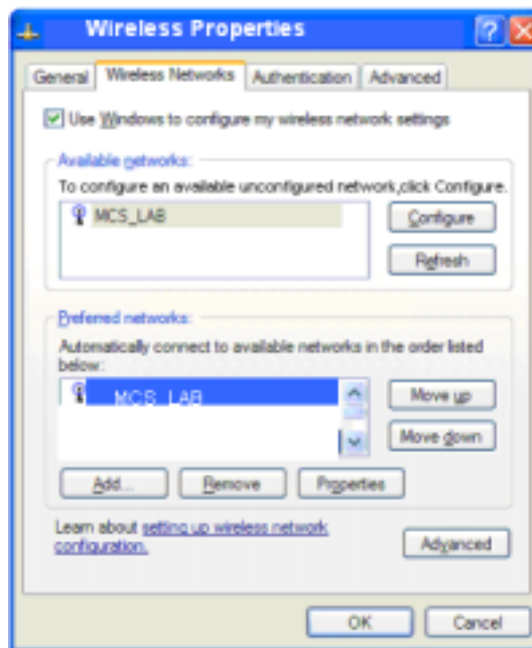 Wireless Properties
General Wireless Networks Authentication Advanced
Use Windows to configure my wireless network settings
Available networks:
To configure an available unconfigured network,click Configure.
MCS_LAB
Configure
Refresh
Preferred networks:
Automatically connect to available networks in the order listed
below:
MCS_LAB
Move up
Move down
Add... Remove Properties
Learn about setting up wireless network
configuration.
Advanced
OK Cancel